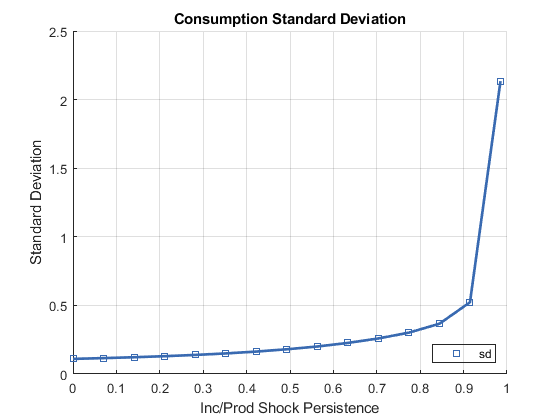 Consumption Standard Deviation
2.5
2
1.5
1
0.5
0
Standard Deviation
sd
0 0.1 0.2 0.3 0.4 0.5 0.6 0.7 0.8 0.9 1
Inc/Prod Shock Persistence